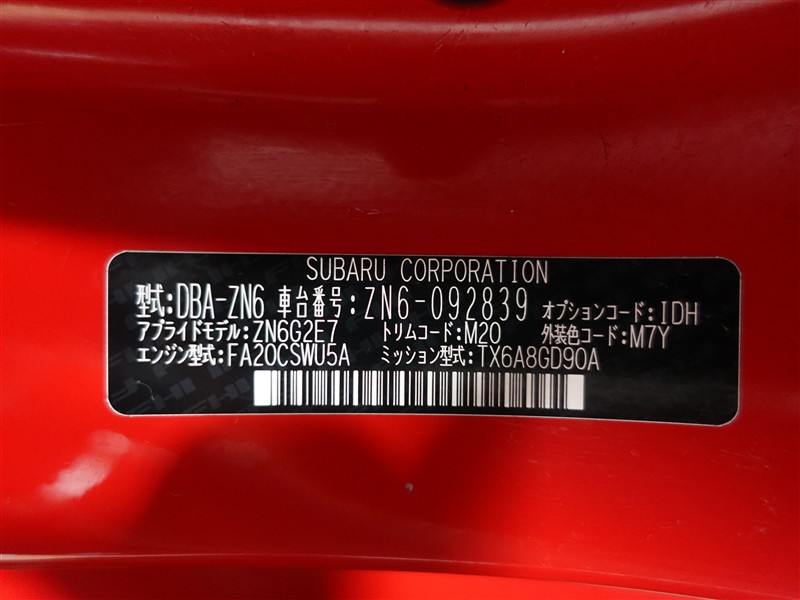 SUBARU CORPORATION
型式:DBA-ZN6 車台番号:ZN6-092839 オプションコード:IDH
アプライドモデル:ZN6G2E7 トリムコード:M20 外装色コード:M7Y
エンジン型式:FA20CSWU5A ミッション型式:TX6A8GD90A